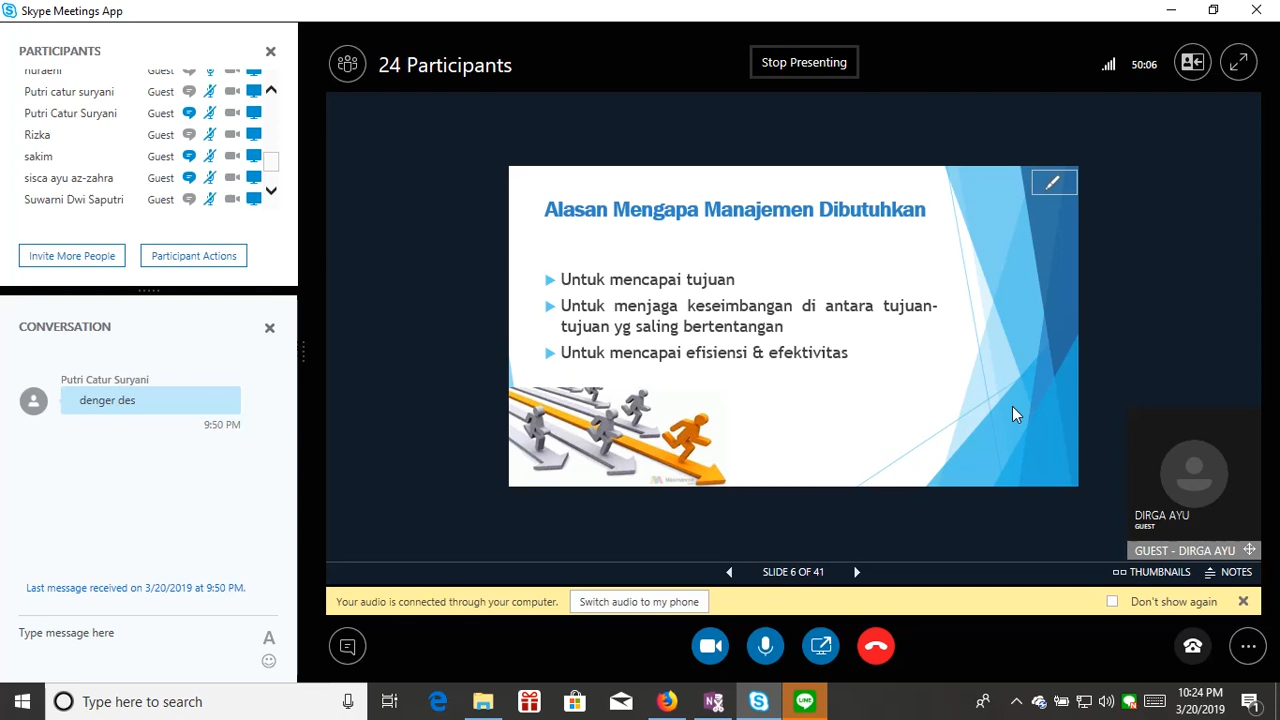 Skype Meetings App
PARTICIPANTS
nuraeni Guest
Putri catur suryani Guest
Putri Catur Suryani Guest
Rizka Guest
sakim Guest
sisca ayu az-zahra Guest
Suwarni Dwi Saputri Guest
Invite More People Participant Actions
CONVERSATION
Putri Catur Suryani
denger des
9:50 PM
Last message received on 3/20/2019 at 9:50 PM.
Type message here
A
24 Participants
Stop Presenting
50:06
Alasan Mengapa Manajemen Dibutuhkan
Untuk mencapai tujuan
Untuk menjaga keseimbangan di antara tujuan-
tujuan yg saling bertentangan
Untuk mencapai efisiensi & efektivitas
DIRGA AYU
GUEST
GUEST - DIRGA AYU
SLIDE 6 OF 41
THUMBNAILS NOTES
Your audio is connected through your computer. Switch audio to my phone Don't show again
Type here to search
10:24 PM
3/20/2019
1